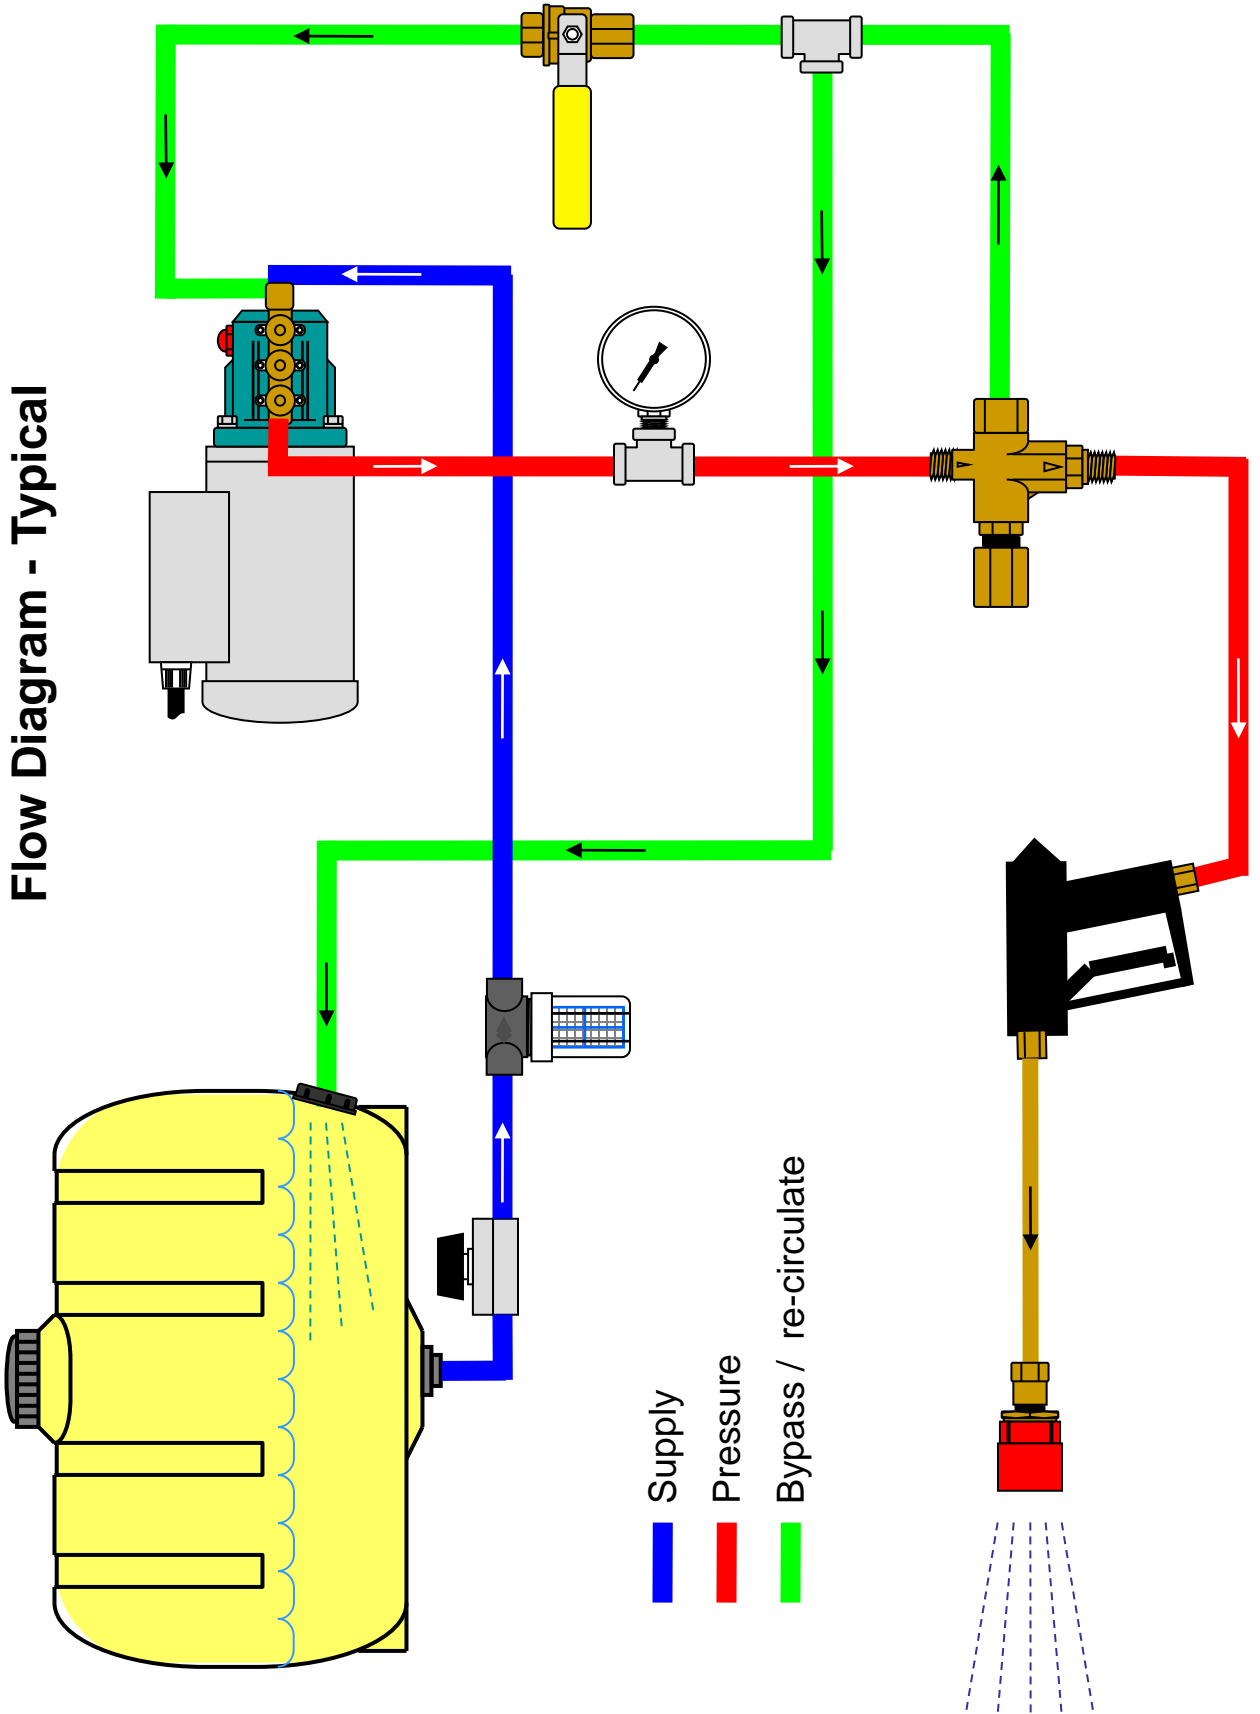 Flow Diagram - Typical
Supply
Pressure
Bypass / re-circulate